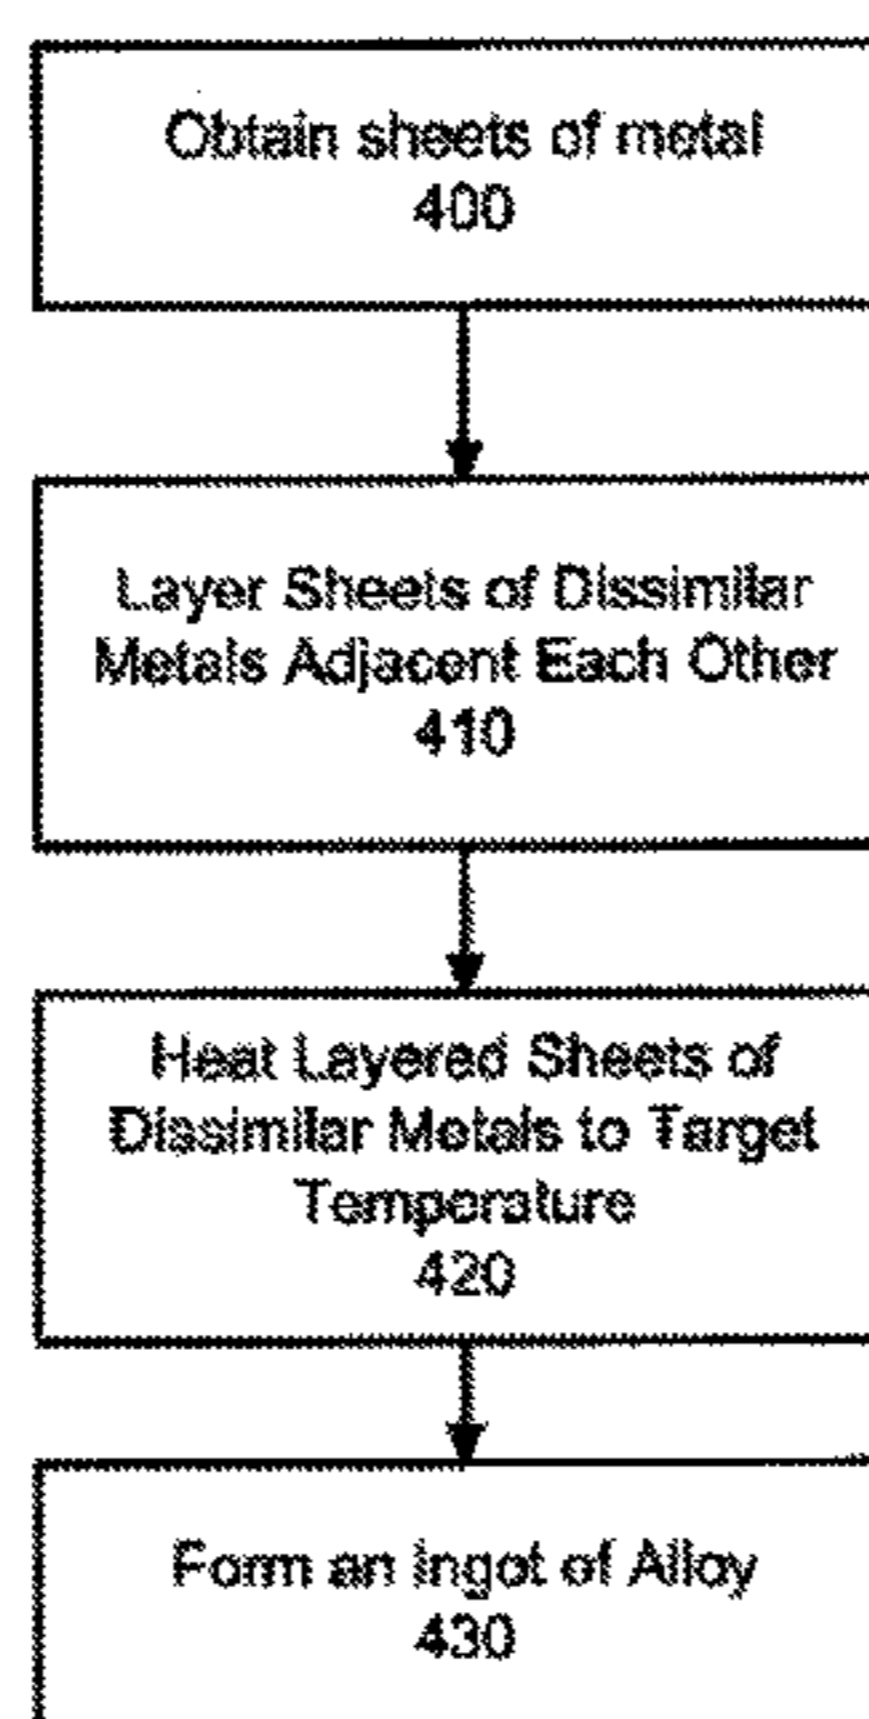 Obtain sheets of metal
400
Layer Sheets of Dissimilar
Metals Adjacent Each Other
410
Heat Layered Sheets of
Dissimilar Metals to Target
Temperature
420
Form an Ingot of Alloy
430